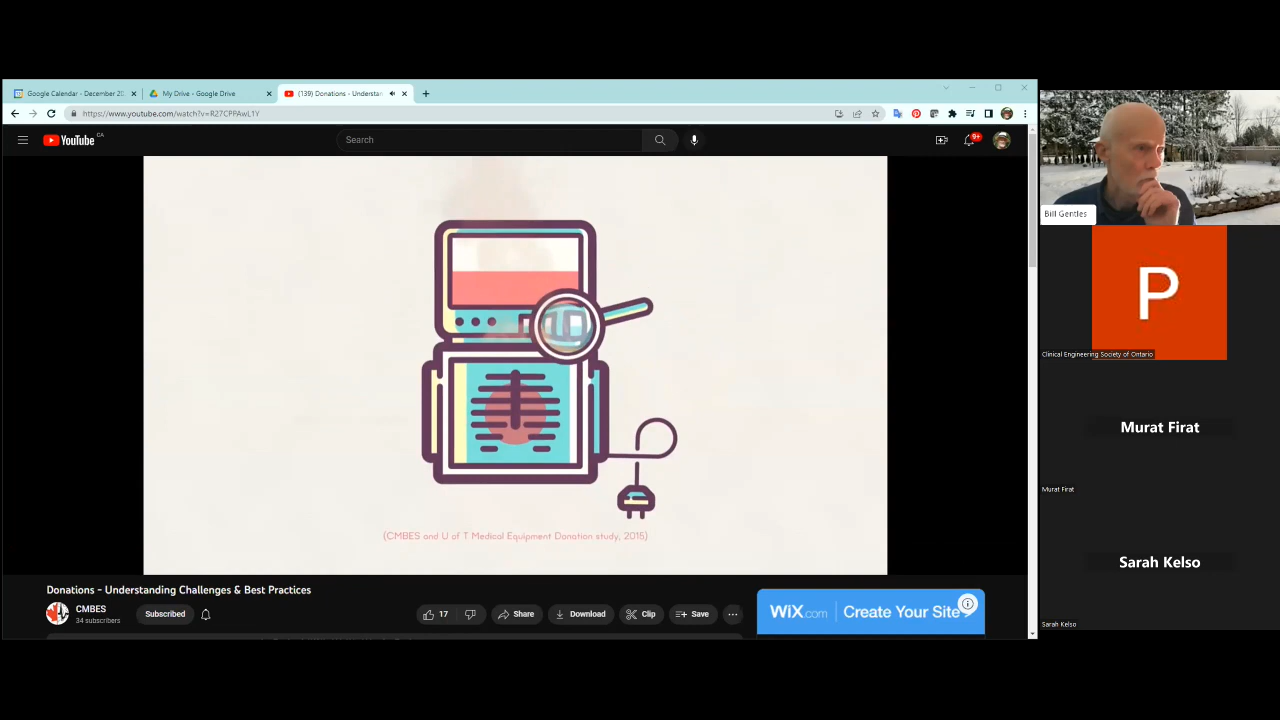 Google Calendar - December 20
My Drive - Google Drive
(139) Donations - Understan
https://www.youtube.com/watch?v=R27CPPAwL1Y
YouTube CA
Search
9+
Bill Gentles
P
Clinical Engineering Society of Ontario
Murat Firat
Murat Firat
Sarah Kelso
Sarah Kelso
(CMBES and U of T Medical Equipment Donation study, 2015)
Donations - Understanding Challenges & Best Practices
CMBES
34 subscribers
Subscribed
17
Share
Download
Clip
Save
WiX.com
Create Your Site